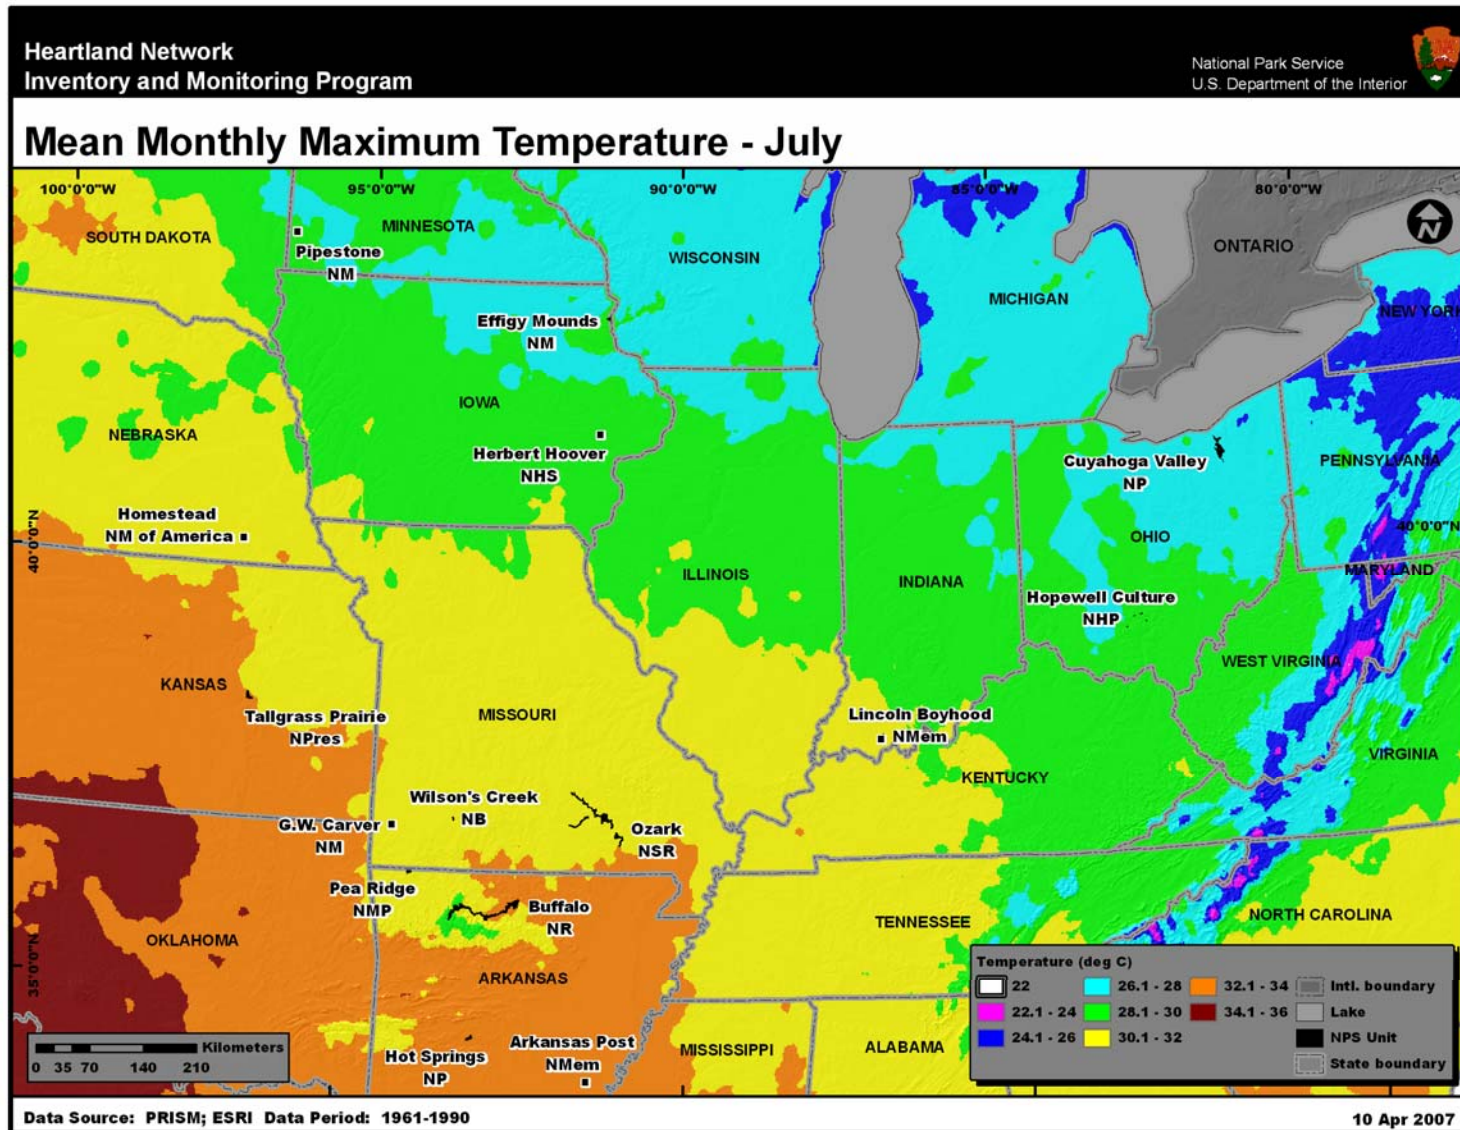 Heartland Network
Inventory and Monitoring Program
National Park Service
U.S. Department of the Interior
Mean Monthly Maximum Temperature - July
100°0'0"W
95°0'0"W
90°0'0"W
85°0'0"W
80°0'0"W
N
SOUTH DAKOTA
MINNESOTA
WISCONSIN
MICHIGAN
ONTARIO
NEW YORK
Pipestone
NM
Effigy Mounds
NM
IOWA
NEBRASKA
Herbert Hoover
NHS
Cuyahoga Valley
NP
PENNSYLVANIA
Homestead
NM of America
40°0'0"N
40°0'0"N
OHIO
ILLINOIS
INDIANA
MARYLAND
Hopewell Culture
NHP
WEST VIRGINIA
KANSAS
Tallgrass Prairie
NPres
MISSOURI
Lincoln Boyhood
NMem
VIRGINIA
KENTUCKY
Wilson's Creek
NB
G.W. Carver
NM
Ozark
NSR
Pea Ridge
NMP
Buffalo
NR
TENNESSEE
NORTH CAROLINA
OKLAHOMA
35°0'0"N
ARKANSAS
Hot Springs
NP
Arkansas Post
NMem
MISSISSIPPI
ALABAMA
Kilometers
0 35 70 140 210
Temperature (deg C)
22
22.1 - 24
24.1 - 26
26.1 - 28
28.1 - 30
30.1 - 32
32.1 - 34
34.1 - 36
Intl. boundary
Lake
NPS Unit
State boundary
Data Source: PRISM; ESRI Data Period: 1961-1990
10 Apr 2007